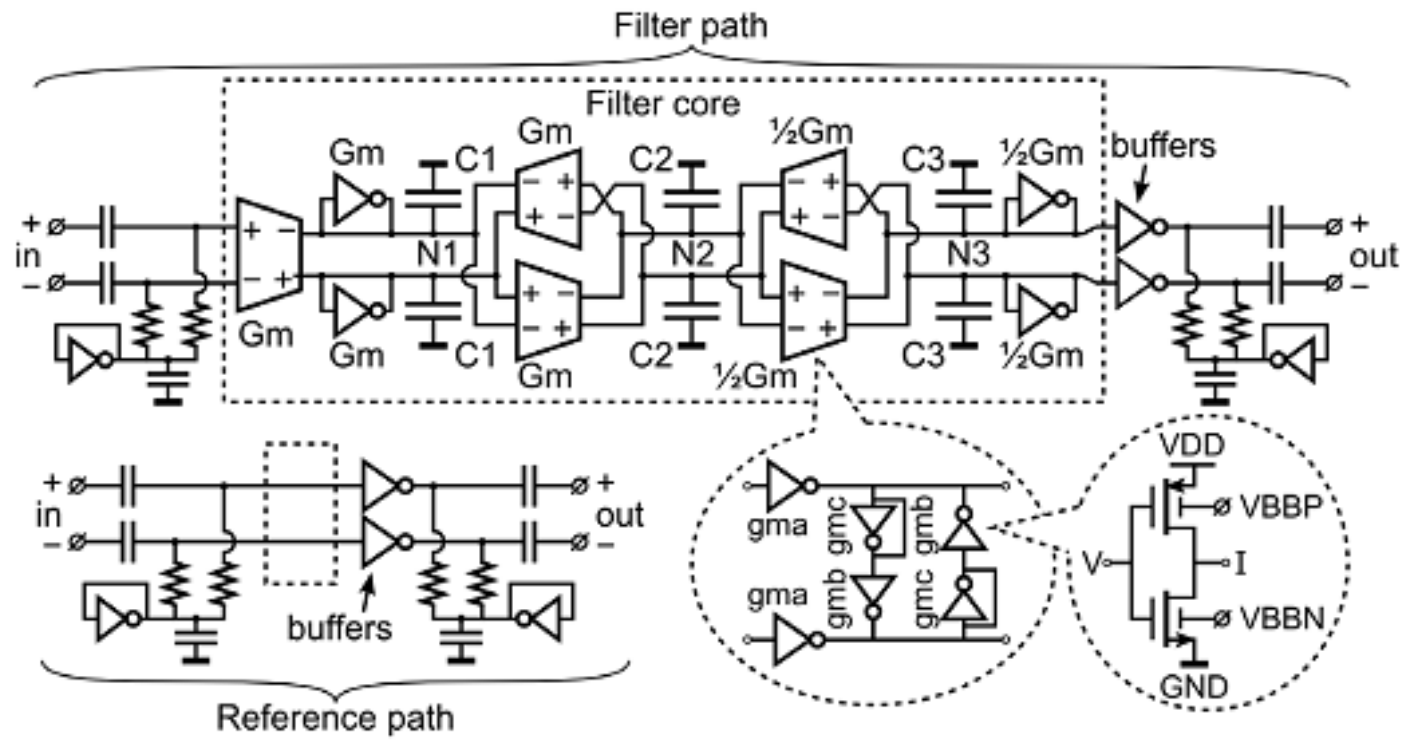 Filter path
Filter core
Gm C1 Gm C2 ½Gm C3 ½Gm buffers
+ + − − + − + +
in N1 + − N2 + − N3 out
− − + + − + − −
Gm Gm C1 − + Gm C2 ½Gm − + C3 ½Gm
+ +
in out
− −
buffers
Reference path
gma gmc gmb
gma gmb gmc
VDD
VBBP
V I
VBBN
GND